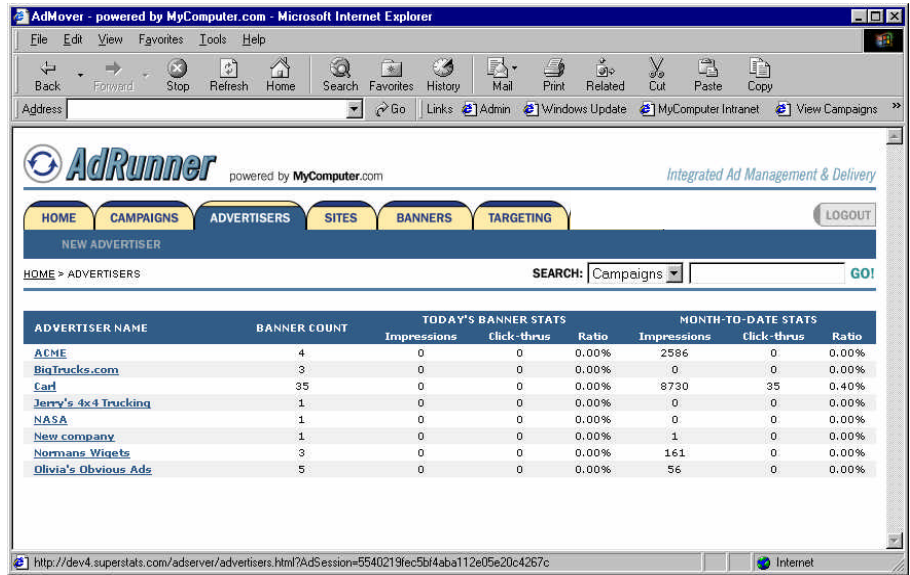 AdMover - powered by MyComputer.com - Microsoft Internet Explorer
File Edit View Favorites Tools Help
Back Forward Stop Refresh Home Search Favorites History Mail Print Related Cut Paste Copy
Address Go Links Admin Windows Update MyComputer Intranet View Campaigns »
AdRunner powered by MyComputer.com Integrated Ad Management & Delivery
HOME CAMPAIGNS ADVERTISERS SITES BANNERS TARGETING LOGOUT
NEW ADVERTISER
HOME > ADVERTISERS SEARCH: Campaigns GO!
TODAY'S BANNER STATS MONTH-TO-DATE STATS
ADVERTISER NAME BANNER COUNT Impressions Click-thrus Ratio Impressions Click-thrus Ratio
ACME 4 0 0 0.00% 2586 0 0.00%
BigTrucks.com 3 0 0 0.00% 0 0 0.00%
Carl 35 0 0 0.00% 8730 35 0.40%
Jerry's 4x4 Trucking 1 0 0 0.00% 0 0 0.00%
NASA 1 0 0 0.00% 0 0 0.00%
New company 1 0 0 0.00% 1 0 0.00%
Normans Wigets 3 0 0 0.00% 161 0 0.00%
Olivia's Obvious Ads 5 0 0 0.00% 56 0 0.00%
http://dev4.superstats.com/adserver/advertisers.html?AdSession=5540219fec5bf4aba112e05e20c4267c Internet